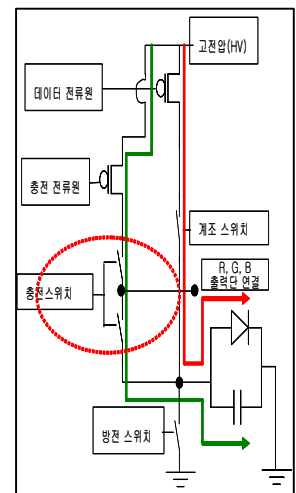 고전압(HV)
데이터 전류원
충전 전류원
계조 스위치
R, G, B
출력단 연결
충전스위치
방전 스위치